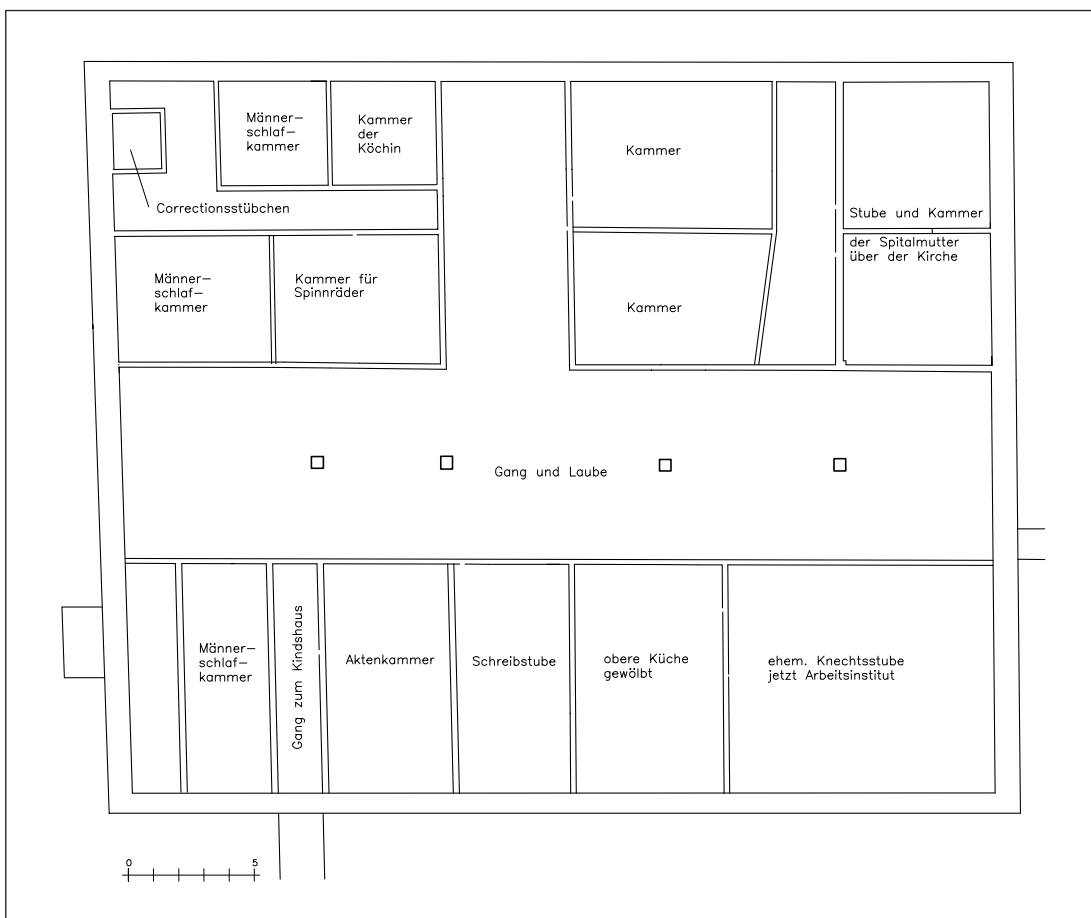 Männer-
schlaf-
kammer
Kammer
der
Köchin
Kammer
Correctionsstübchen
Stube und Kammer
der Spitalmutter
über der Kirche
Männer-
schlaf-
kammer
Kammer für
Spinnräder
Kammer
Gang und Laube
Männer-
schlaf-
kammer
Gang zum Kindshaus
Aktenkammer
Schreibstube
obere Küche
gewölbt
ehem. Knechtsstube
jetzt Arbeitsinstitut
0 5